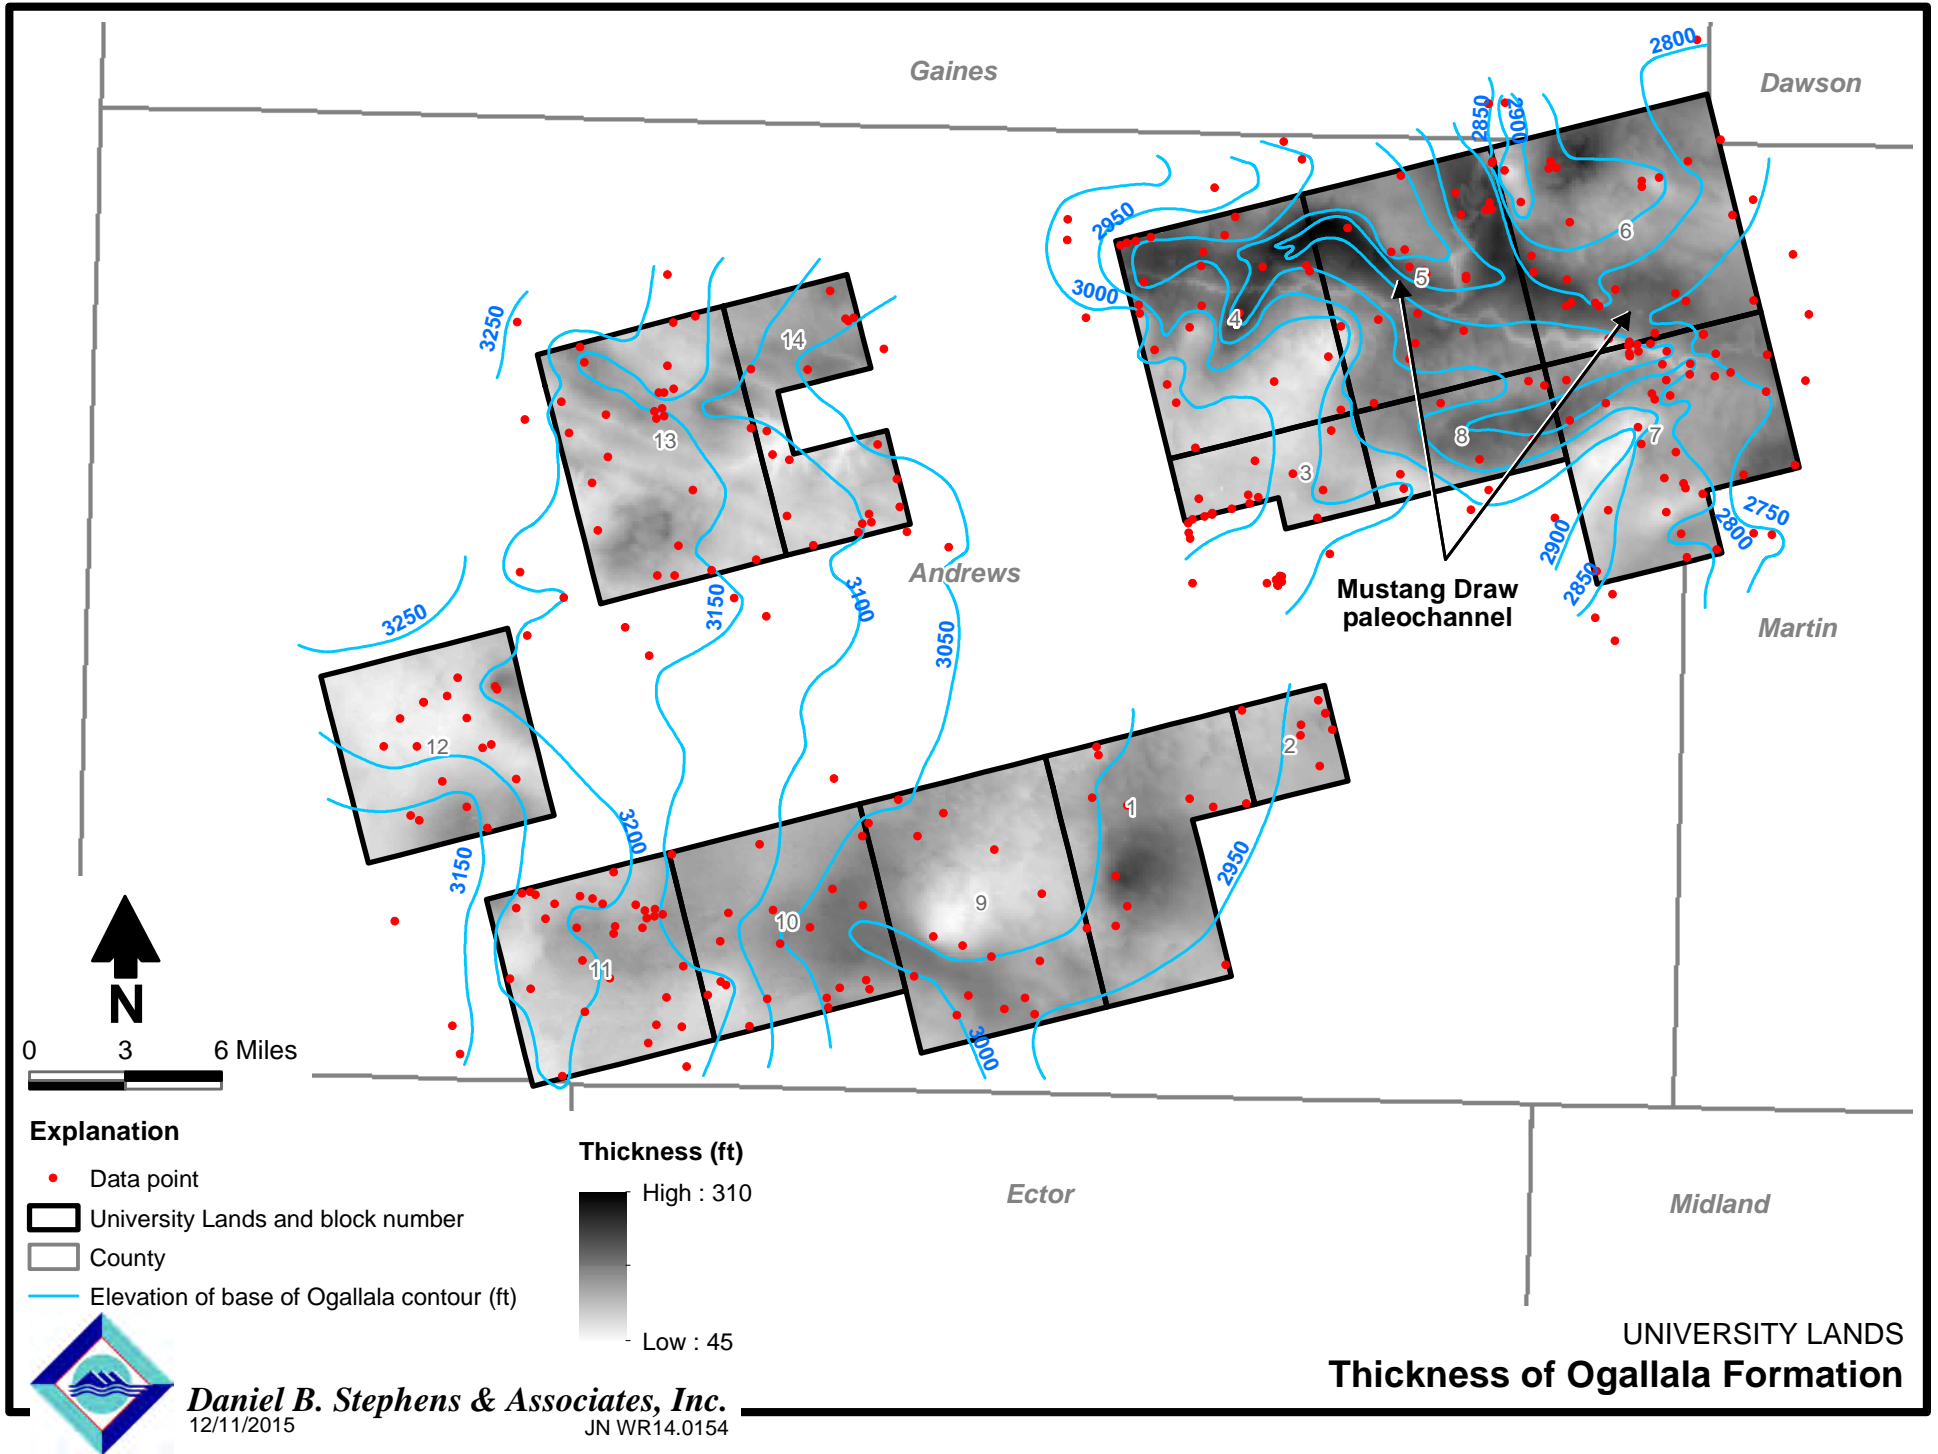 Gaines
Dawson
2800
2850
2900
2950
3000
3250
6
5
4
14
13
8
7
3
2750
2800
2900
2850
Andrews
Mustang Draw
paleochannel
Martin
3250
3150
3100
3050
12
2
1
3200
3150
2950
9
10
11
3000
N
0 3 6 Miles
Explanation
Data point
University Lands and block number
County
Elevation of base of Ogallala contour (ft)
Thickness (ft)
High : 310
Low : 45
Ector
Midland
UNIVERSITY LANDS
Thickness of Ogallala Formation
Daniel B. Stephens & Associates, Inc.
12/11/2015
JN WR14.0154